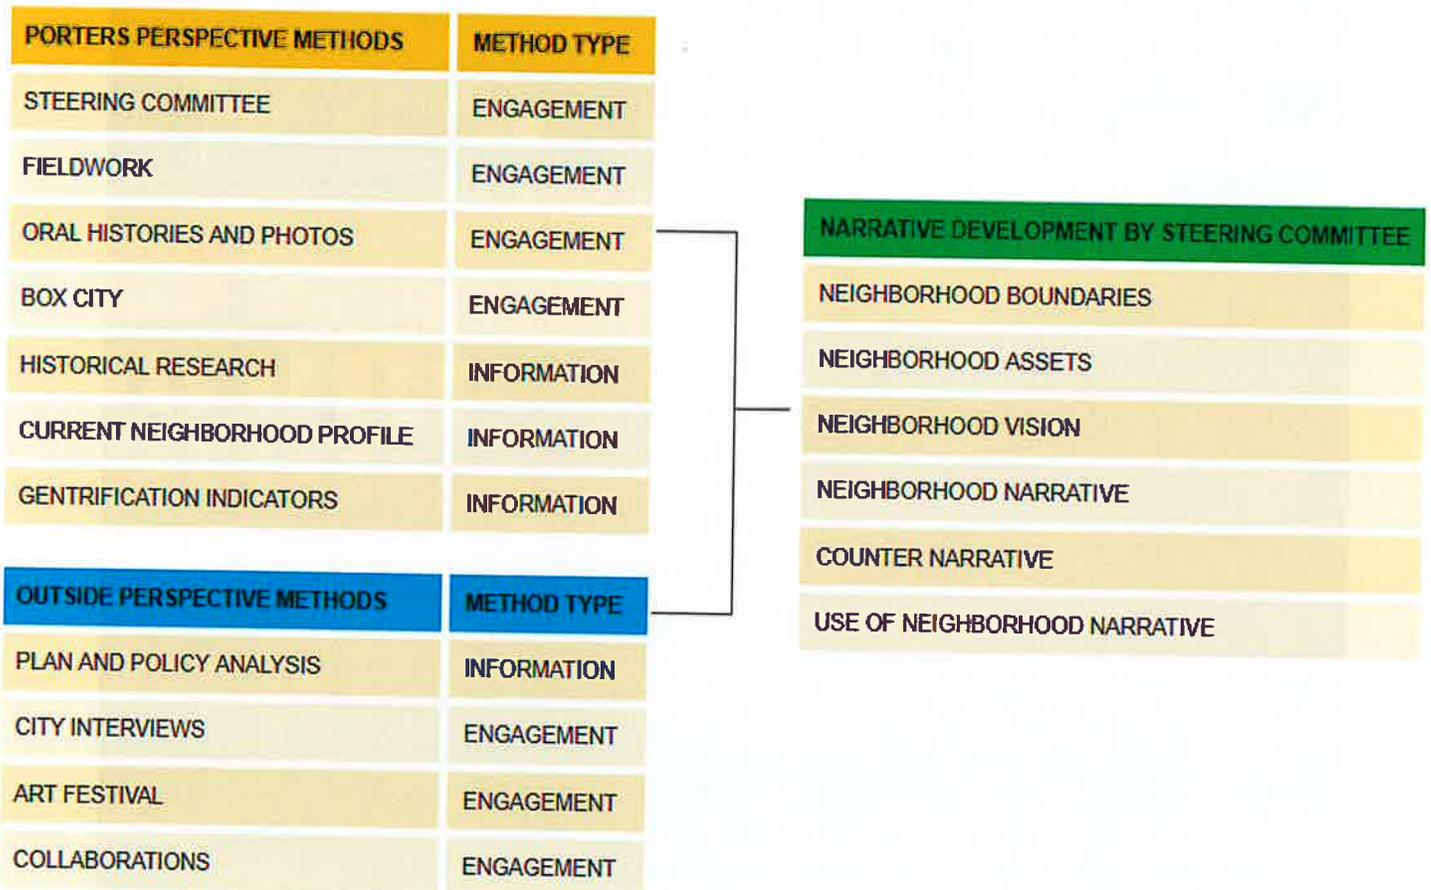 PORTERS PERSPECTIVE METHODS METHOD TYPE
STEERING COMMITTEE ENGAGEMENT
FIELDWORK ENGAGEMENT
ORAL HISTORIES AND PHOTOS ENGAGEMENT
BOX CITY ENGAGEMENT
HISTORICAL RESEARCH INFORMATION
CURRENT NEIGHBORHOOD PROFILE INFORMATION
GENTRIFICATION INDICATORS INFORMATION
OUTSIDE PERSPECTIVE METHODS METHOD TYPE
PLAN AND POLICY ANALYSIS INFORMATION
CITY INTERVIEWS ENGAGEMENT
ART FESTIVAL ENGAGEMENT
COLLABORATIONS ENGAGEMENT
NARRATIVE DEVELOPMENT BY STEERING COMMITTEE
NEIGHBORHOOD BOUNDARIES
NEIGHBORHOOD ASSETS
NEIGHBORHOOD VISION
NEIGHBORHOOD NARRATIVE
COUNTER NARRATIVE
USE OF NEIGHBORHOOD NARRATIVE